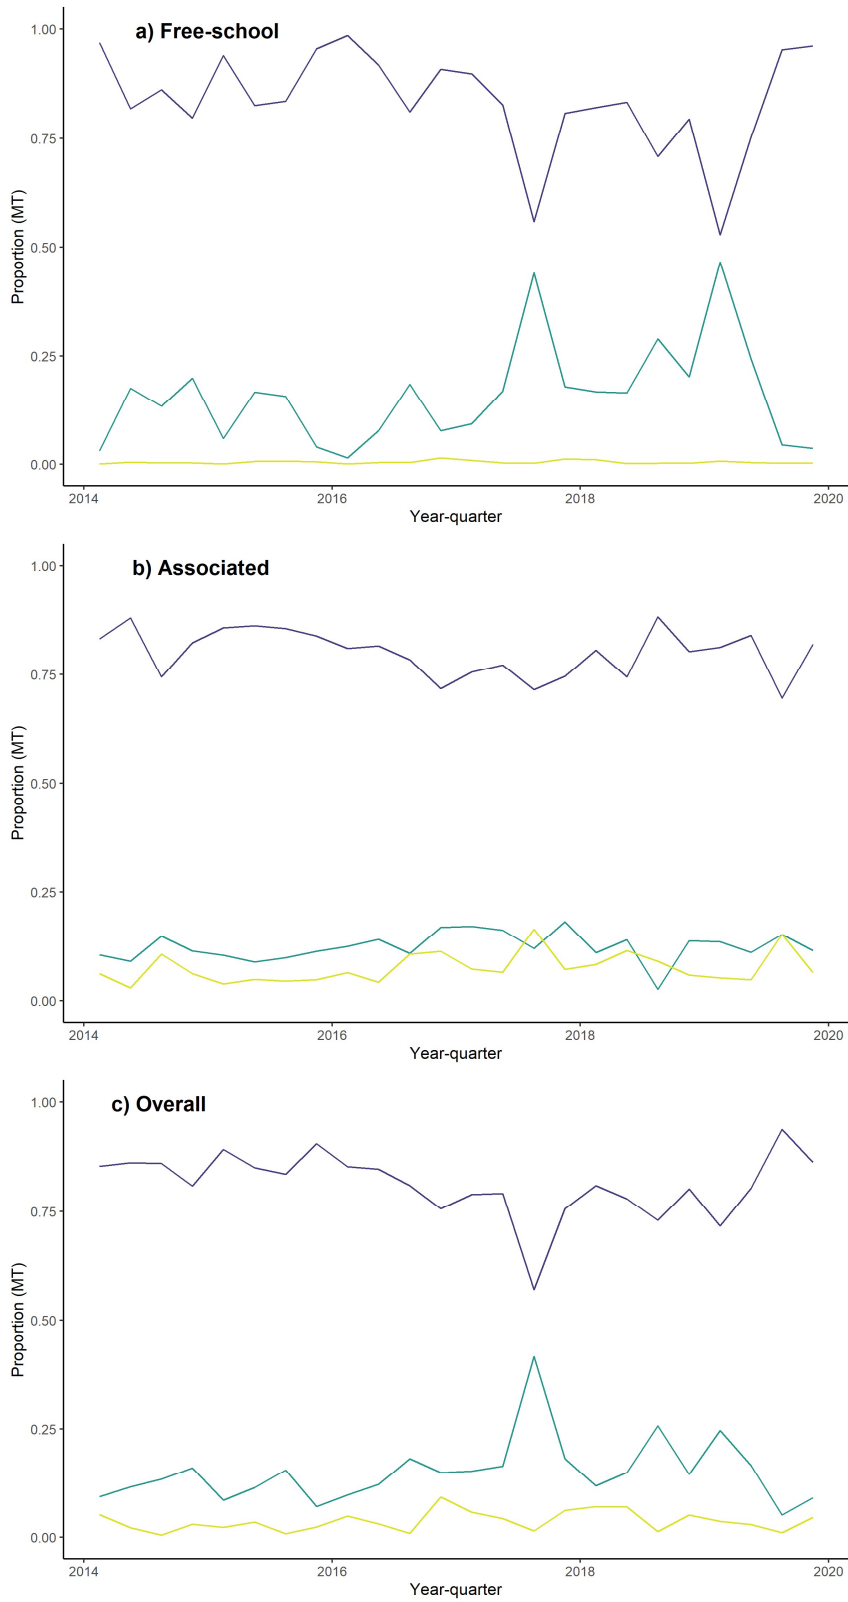 a) Free-school
1.00
0.75
0.50
0.25
0.00
Proportion (MT)
2014 2016 2018 2020
Year-quarter
b) Associated
1.00
0.75
0.50
0.25
0.00
Proportion (MT)
2014 2016 2018 2020
Year-quarter
c) Overall
1.00
0.75
0.50
0.25
0.00
Proportion (MT)
2014 2016 2018 2020
Year-quarter